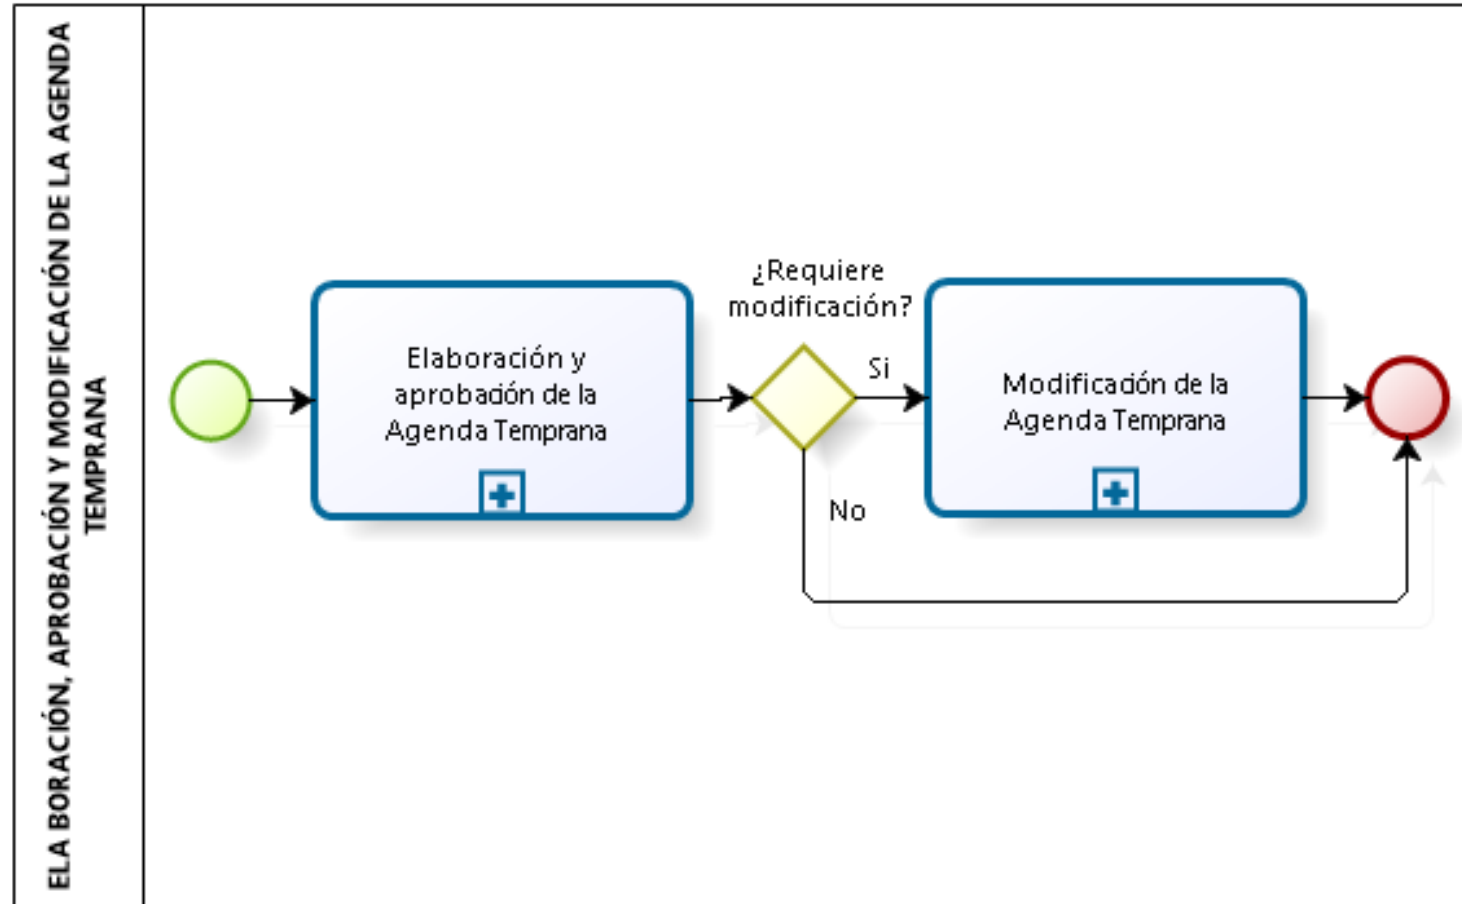 ELA BORACIÓN, APROBACIÓN Y MODIFICACIÓN DE LA AGENDA
TEMPRANA
Elaboración y
aprobación de la
Agenda Temprana
¿Requiere
modificación?
Si
No
Modificación de la
Agenda Temprana